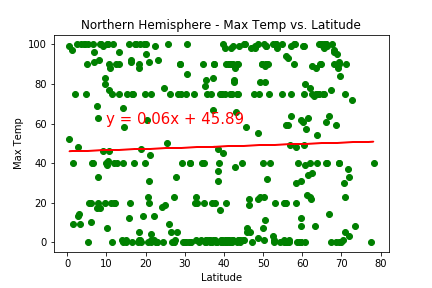 Northern Hemisphere - Max Temp vs. Latitude
100
80
60
40
20
0
Max Temp
y = 0.06x + 45.89
0 10 20 30 40 50 60 70 80
Latitude